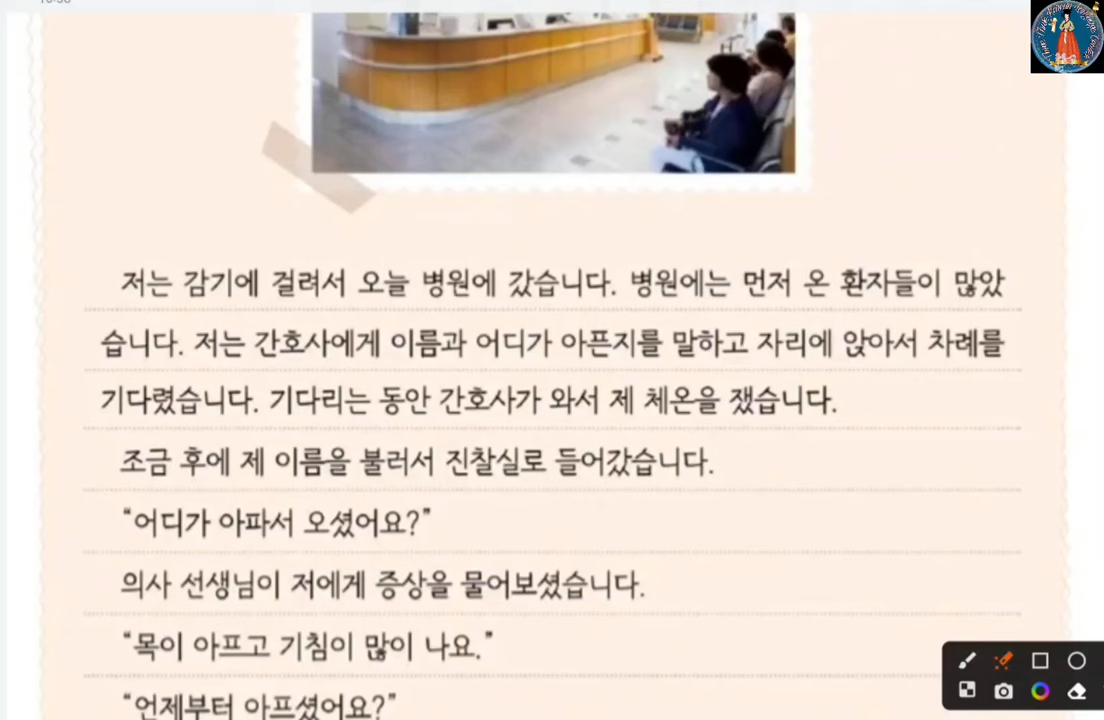 저는 감기에 걸려서 오늘 병원에 갔습니다. 병원에는 먼저 온 환자들이 많았
습니다. 저는 간호사에게 이름과 어디가 아픈지를 말하고 자리에 앉아서 차례를
기다렸습니다. 기다리는 동안 간호사가 와서 제 체온을 쟀습니다.
조금 후에 제 이름을 불러서 진찰실로 들어갔습니다.
“어디가 아파서 오셨어요?”
의사 선생님이 저에게 증상을 물어보셨습니다.
“목이 아프고 기침이 많이 나요.”
“언제부터 아프셨어요?”